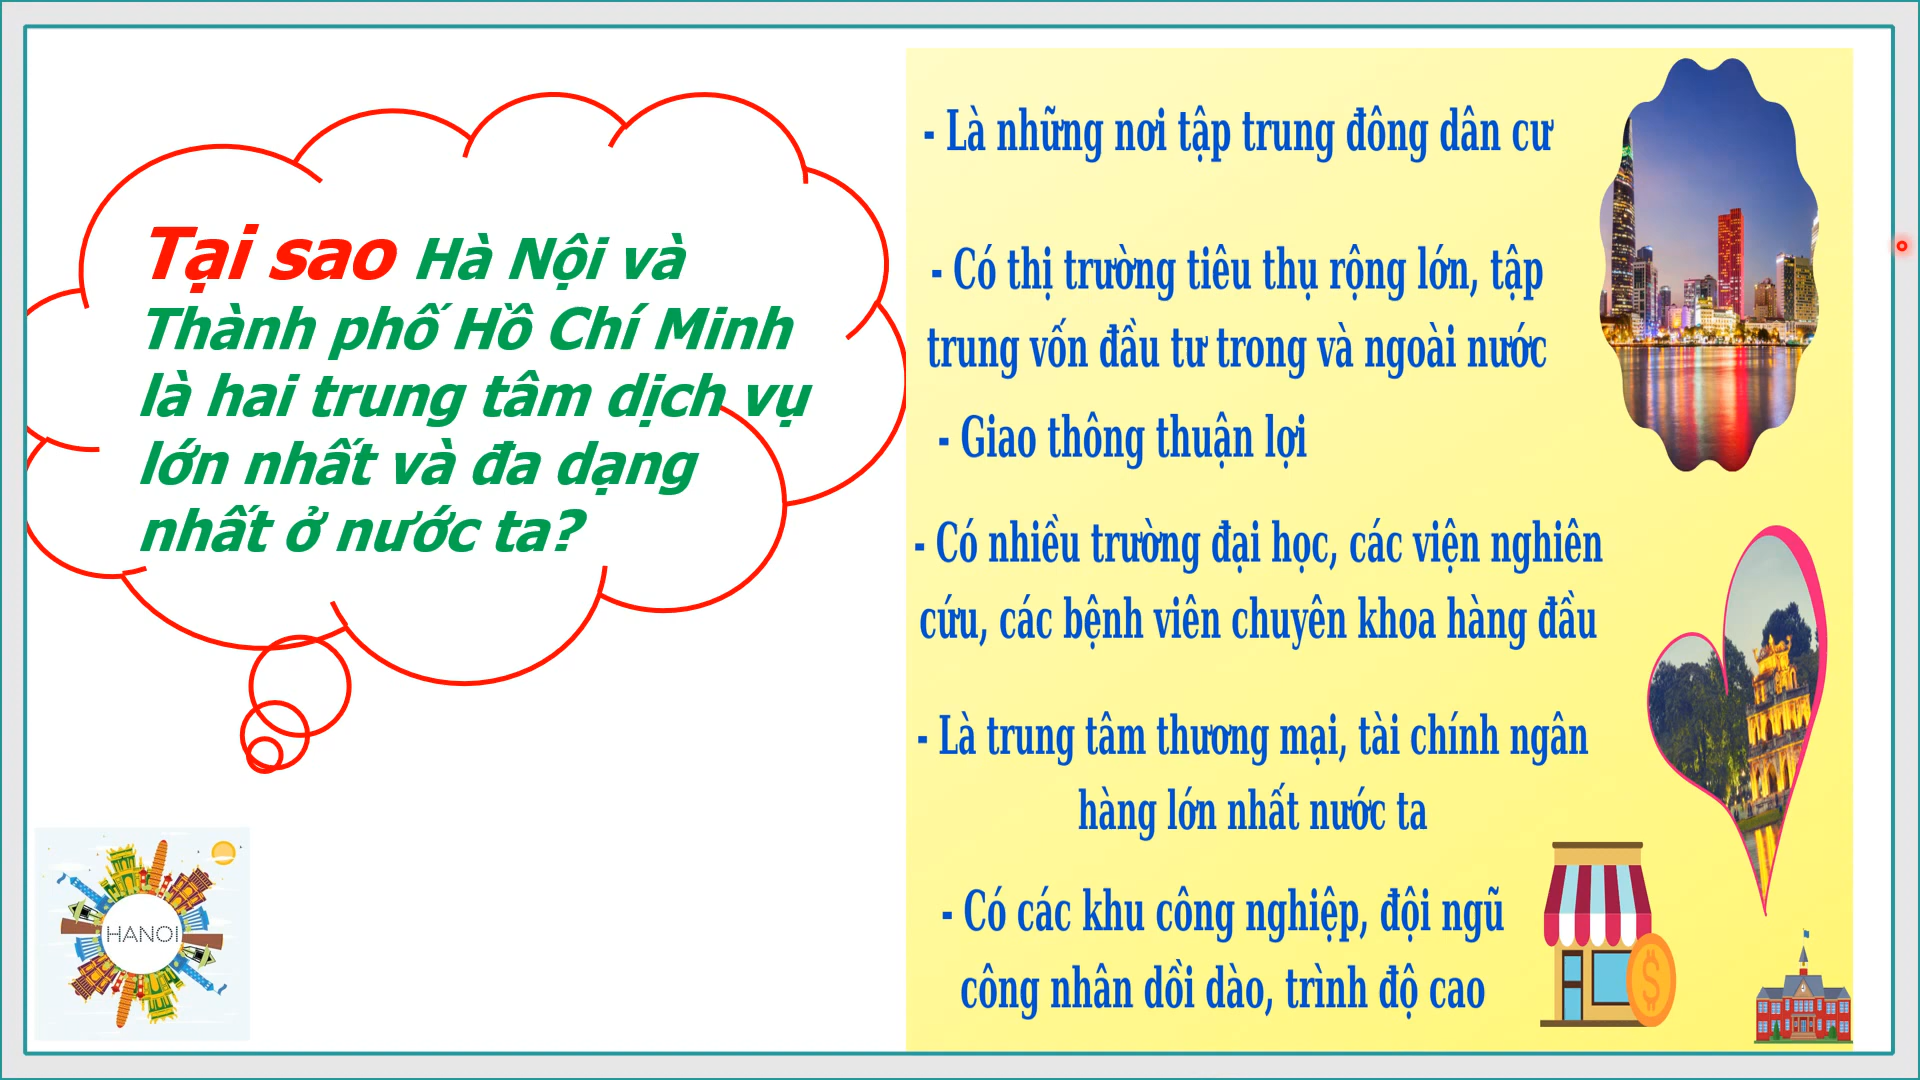 Tại sao Hà Nội và
Thành phố Hồ Chí Minh
là hai trung tâm dịch vụ
lớn nhất và đa dạng
nhất ở nước ta?
- Là những nơi tập trung đông dân cư
- Có thị trường tiêu thụ rộng lớn, tập
trung vốn đầu tư trong và ngoài nước
- Giao thông thuận lợi
- Có nhiều trường đại học, các viện nghiên
cứu, các bệnh viên chuyên khoa hàng đầu
- Là trung tâm thương mại, tài chính ngân
hàng lớn nhất nước ta
- Có các khu công nghiệp, đội ngũ
công nhân dồi dào, trình độ cao
HANOI
$